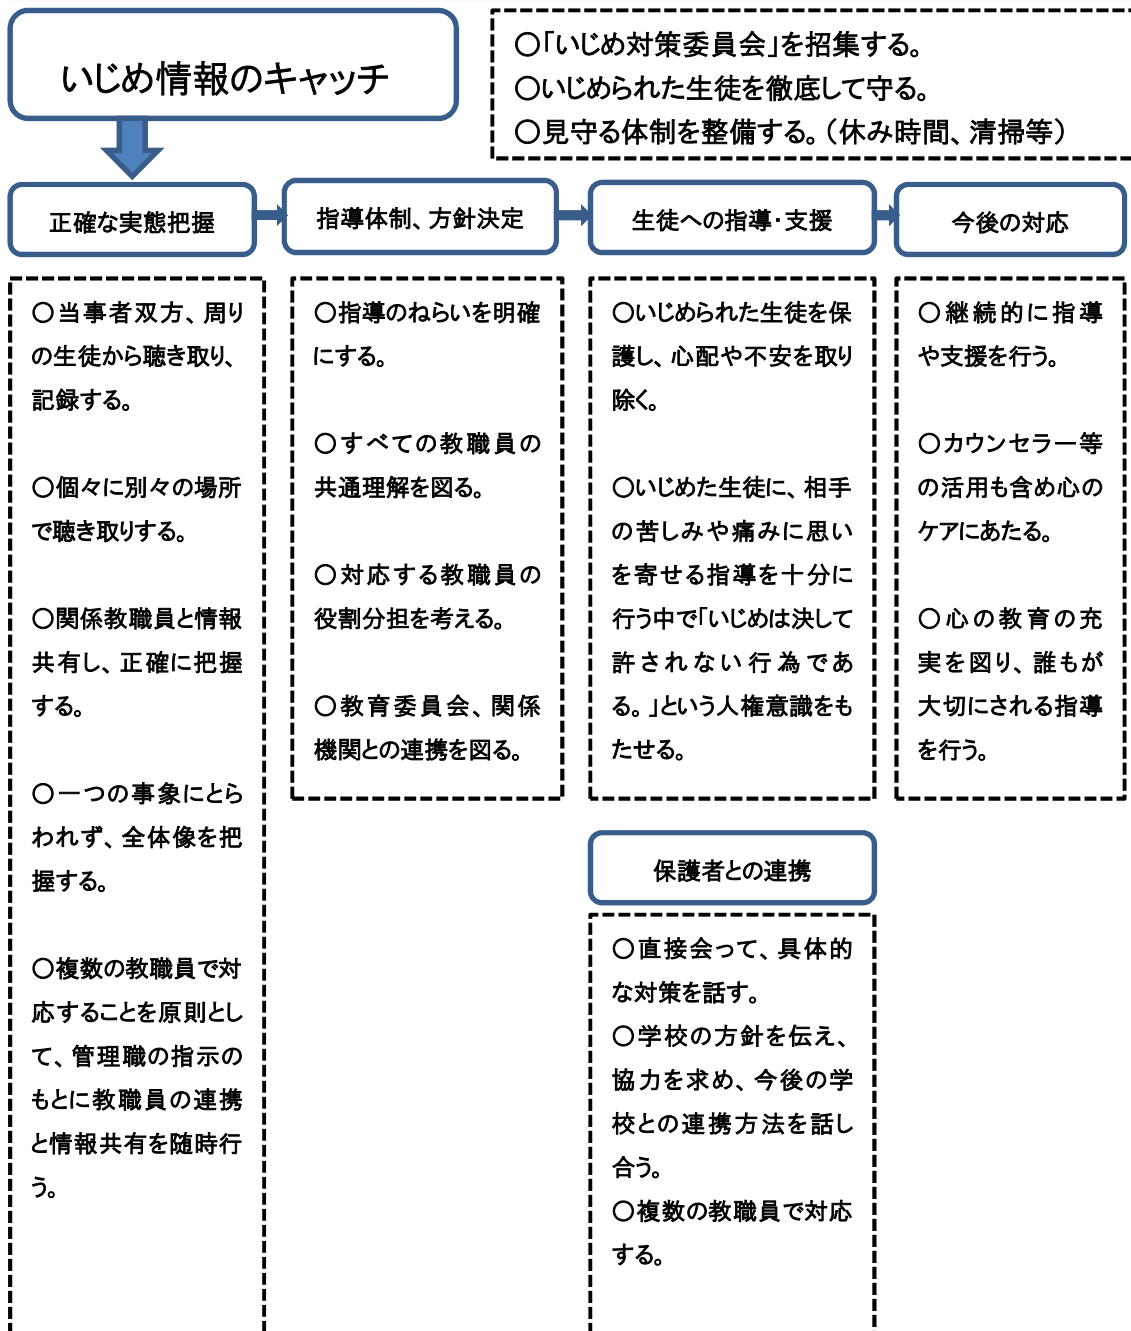 いじめ情報のキャッチ
○「いじめ対策委員会」を招集する。
○いじめられた生徒を徹底して守る。
○見守る体制を整備する。（休み時間、清掃等）
正確な実態把握
指導体制、方針決定
生徒への指導・支援
今後の対応
○当事者双方、周り
の生徒から聴き取り、
記録する。
○個々に別々の場所
で聴き取りする。
○関係教職員と情報
共有し、正確に把握
する。
○一つの事象にとら
われず、全体像を把
握する。
○複数の教職員で対
応することを原則とし
て、管理職の指示の
もとに教職員の連携
と情報共有を随時行
う。
○指導のねらいを明確
にする。
○すべての教職員の
共通理解を図る。
○対応する教職員の
役割分担を考える。
○教育委員会、関係
機関との連携を図る。
○いじめられた生徒を保
護し、心配や不安を取り
除く。
○いじめた生徒に、相手
の苦しみや痛みに思い
を寄せる指導を十分に
行う中で「いじめは決して
許されない行為であ
る。」という人権意識をも
たせる。
○継続的に指導
や支援を行う。
○カウンセラー等
の活用も含め心の
ケアにあたる。
○心の教育の充
実を図り、誰もが
大切にされる指導
を行う。
保護者との連携
○直接会って、具体的
な対策を話す。
○学校の方針を伝え、
協力を求め、今後の学
校との連携方法を話し
合う。
○複数の教職員で対応
する。